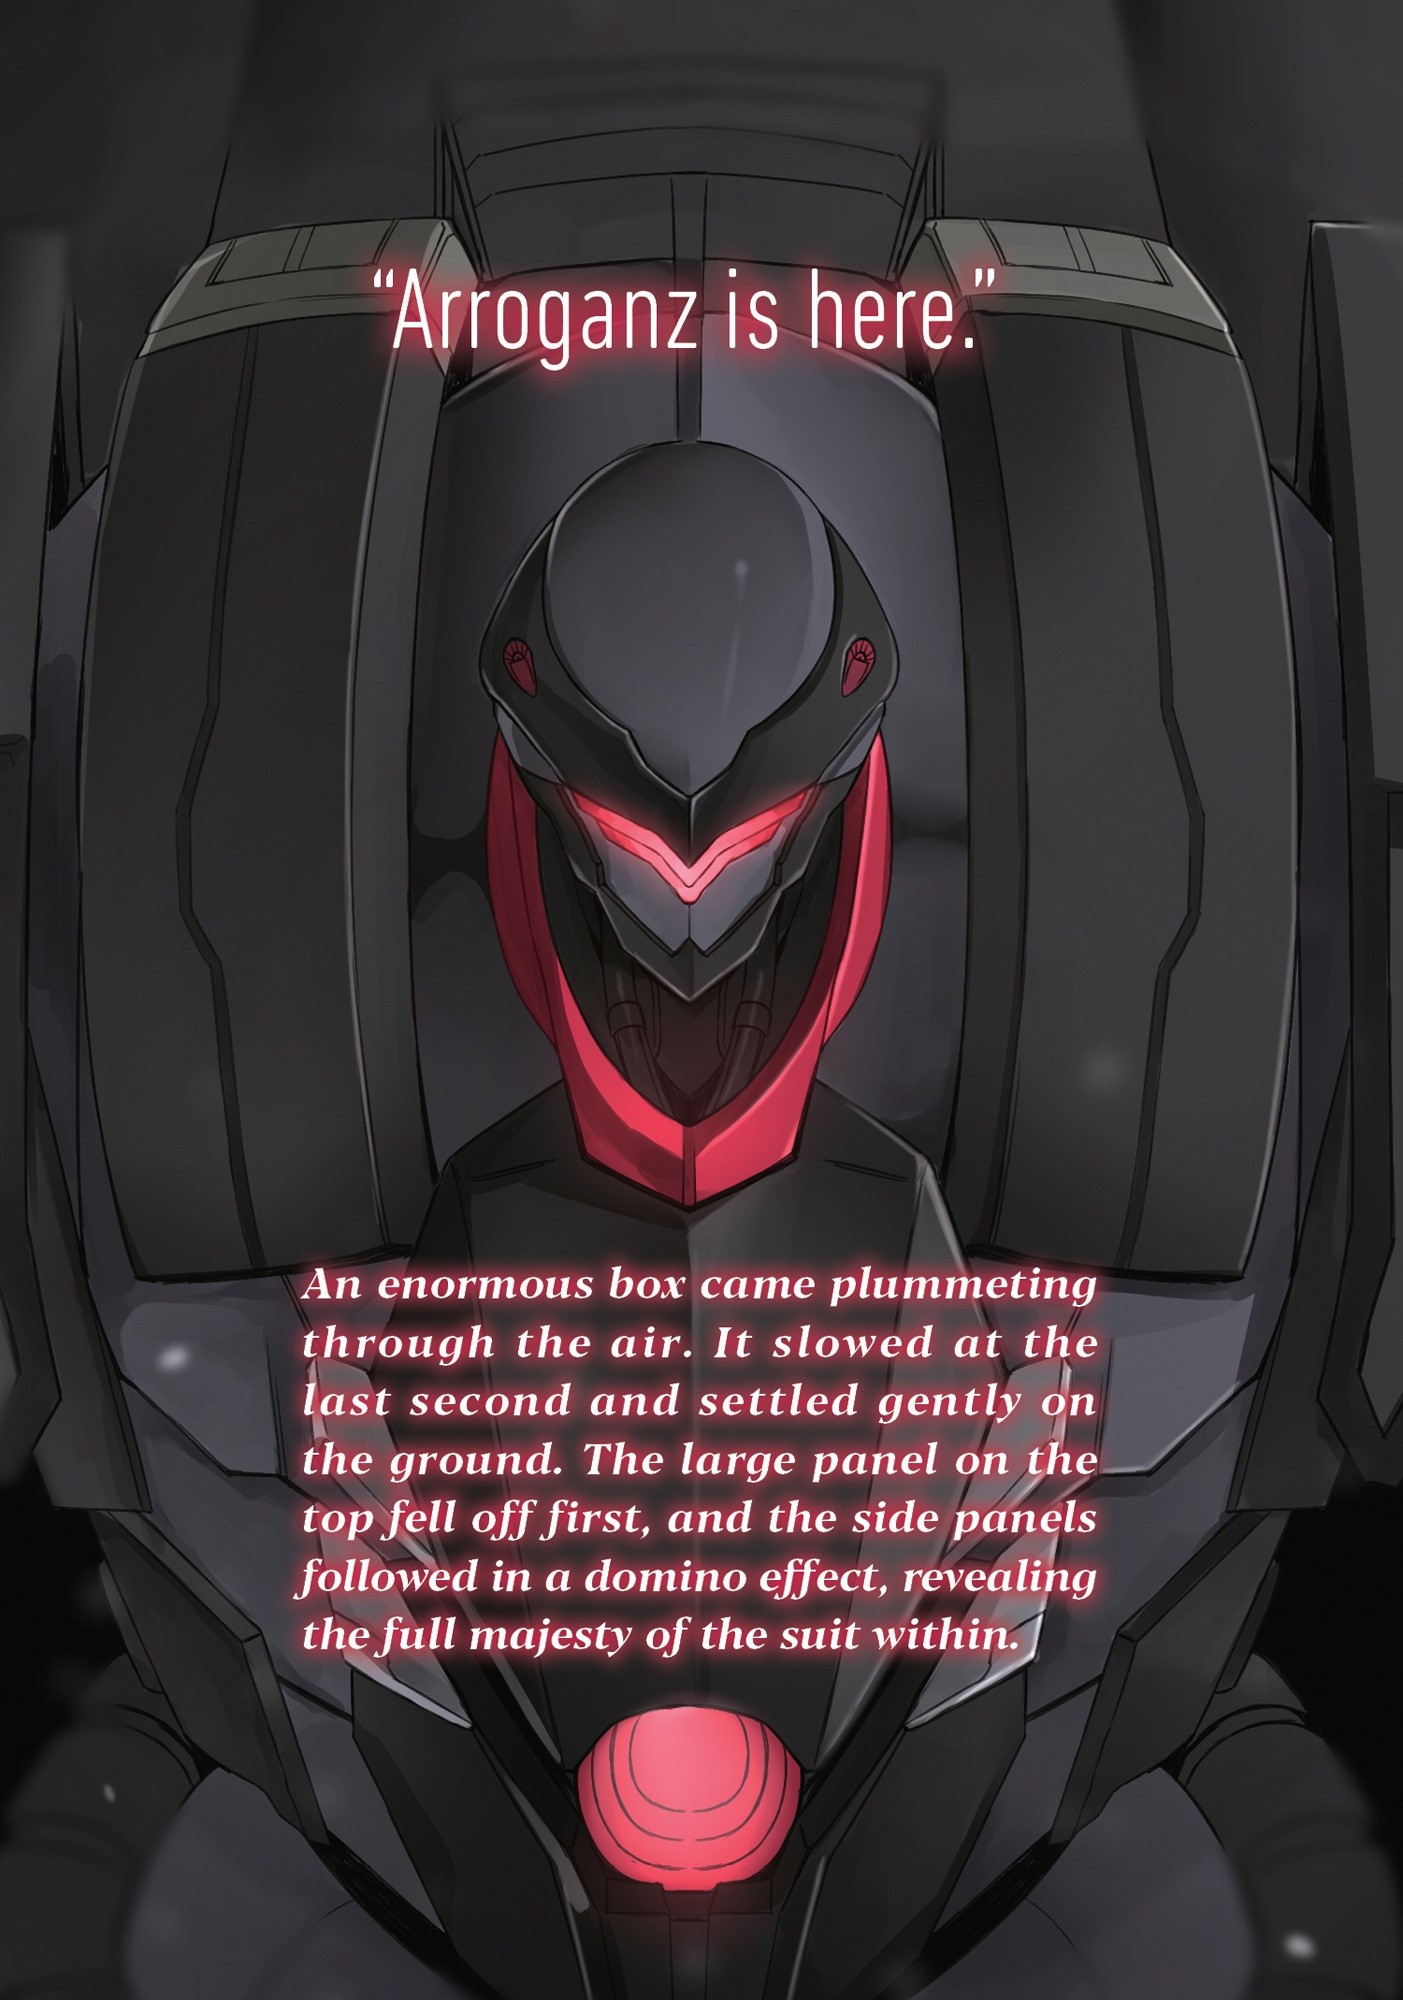 “Arroganz is here.”
An enormous box came plummeting
through the air. It slowed at the
last second and settled gently on
the ground. The large panel on the
top fell off first, and the side panels
followed in a domino effect, revealing
the full majesty of the suit within.